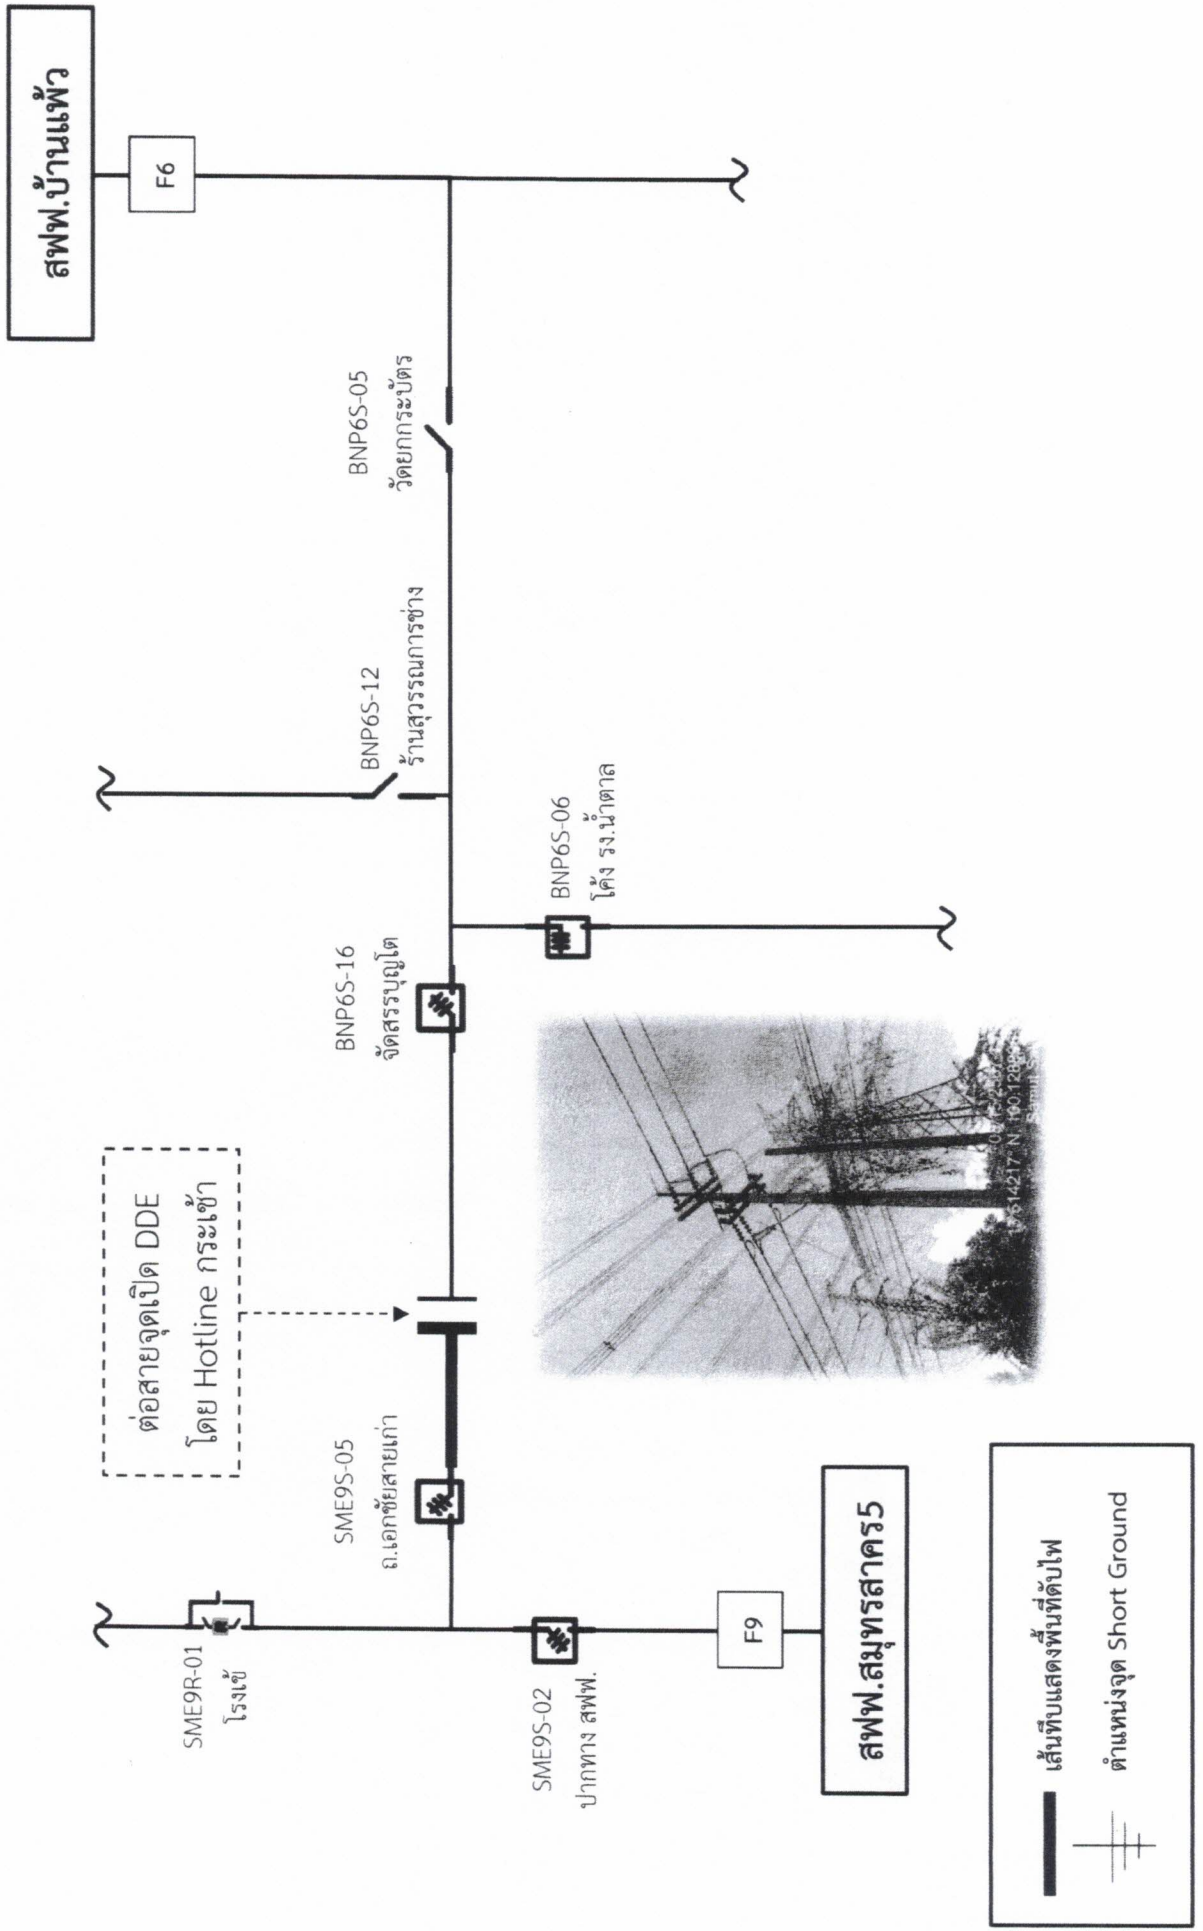 สฟฟ.บ้านแพ้ว
F6
BNP6S-05
วัดยกกระบัตร
BNP6S-12
ร้านสุวรรณการช่าง
BNP6S-06
โค้ง รง.น้ำตาล
BNP6S-16
จัดสรรบุญโต
ต่อสายจุดเปิด DDE
โดย Hotline กระเช้า
SME9S-05
ถ.เอกชัยสายเก่า
SME9R-01
โรงเข้
SME9S-02
ปากทาง สฟฟ.
F9
สฟฟ.สมุทรสาคร5
เส้นทึบแสดงพื้นที่ดับไฟ
ตำแหน่งจุด Short Ground